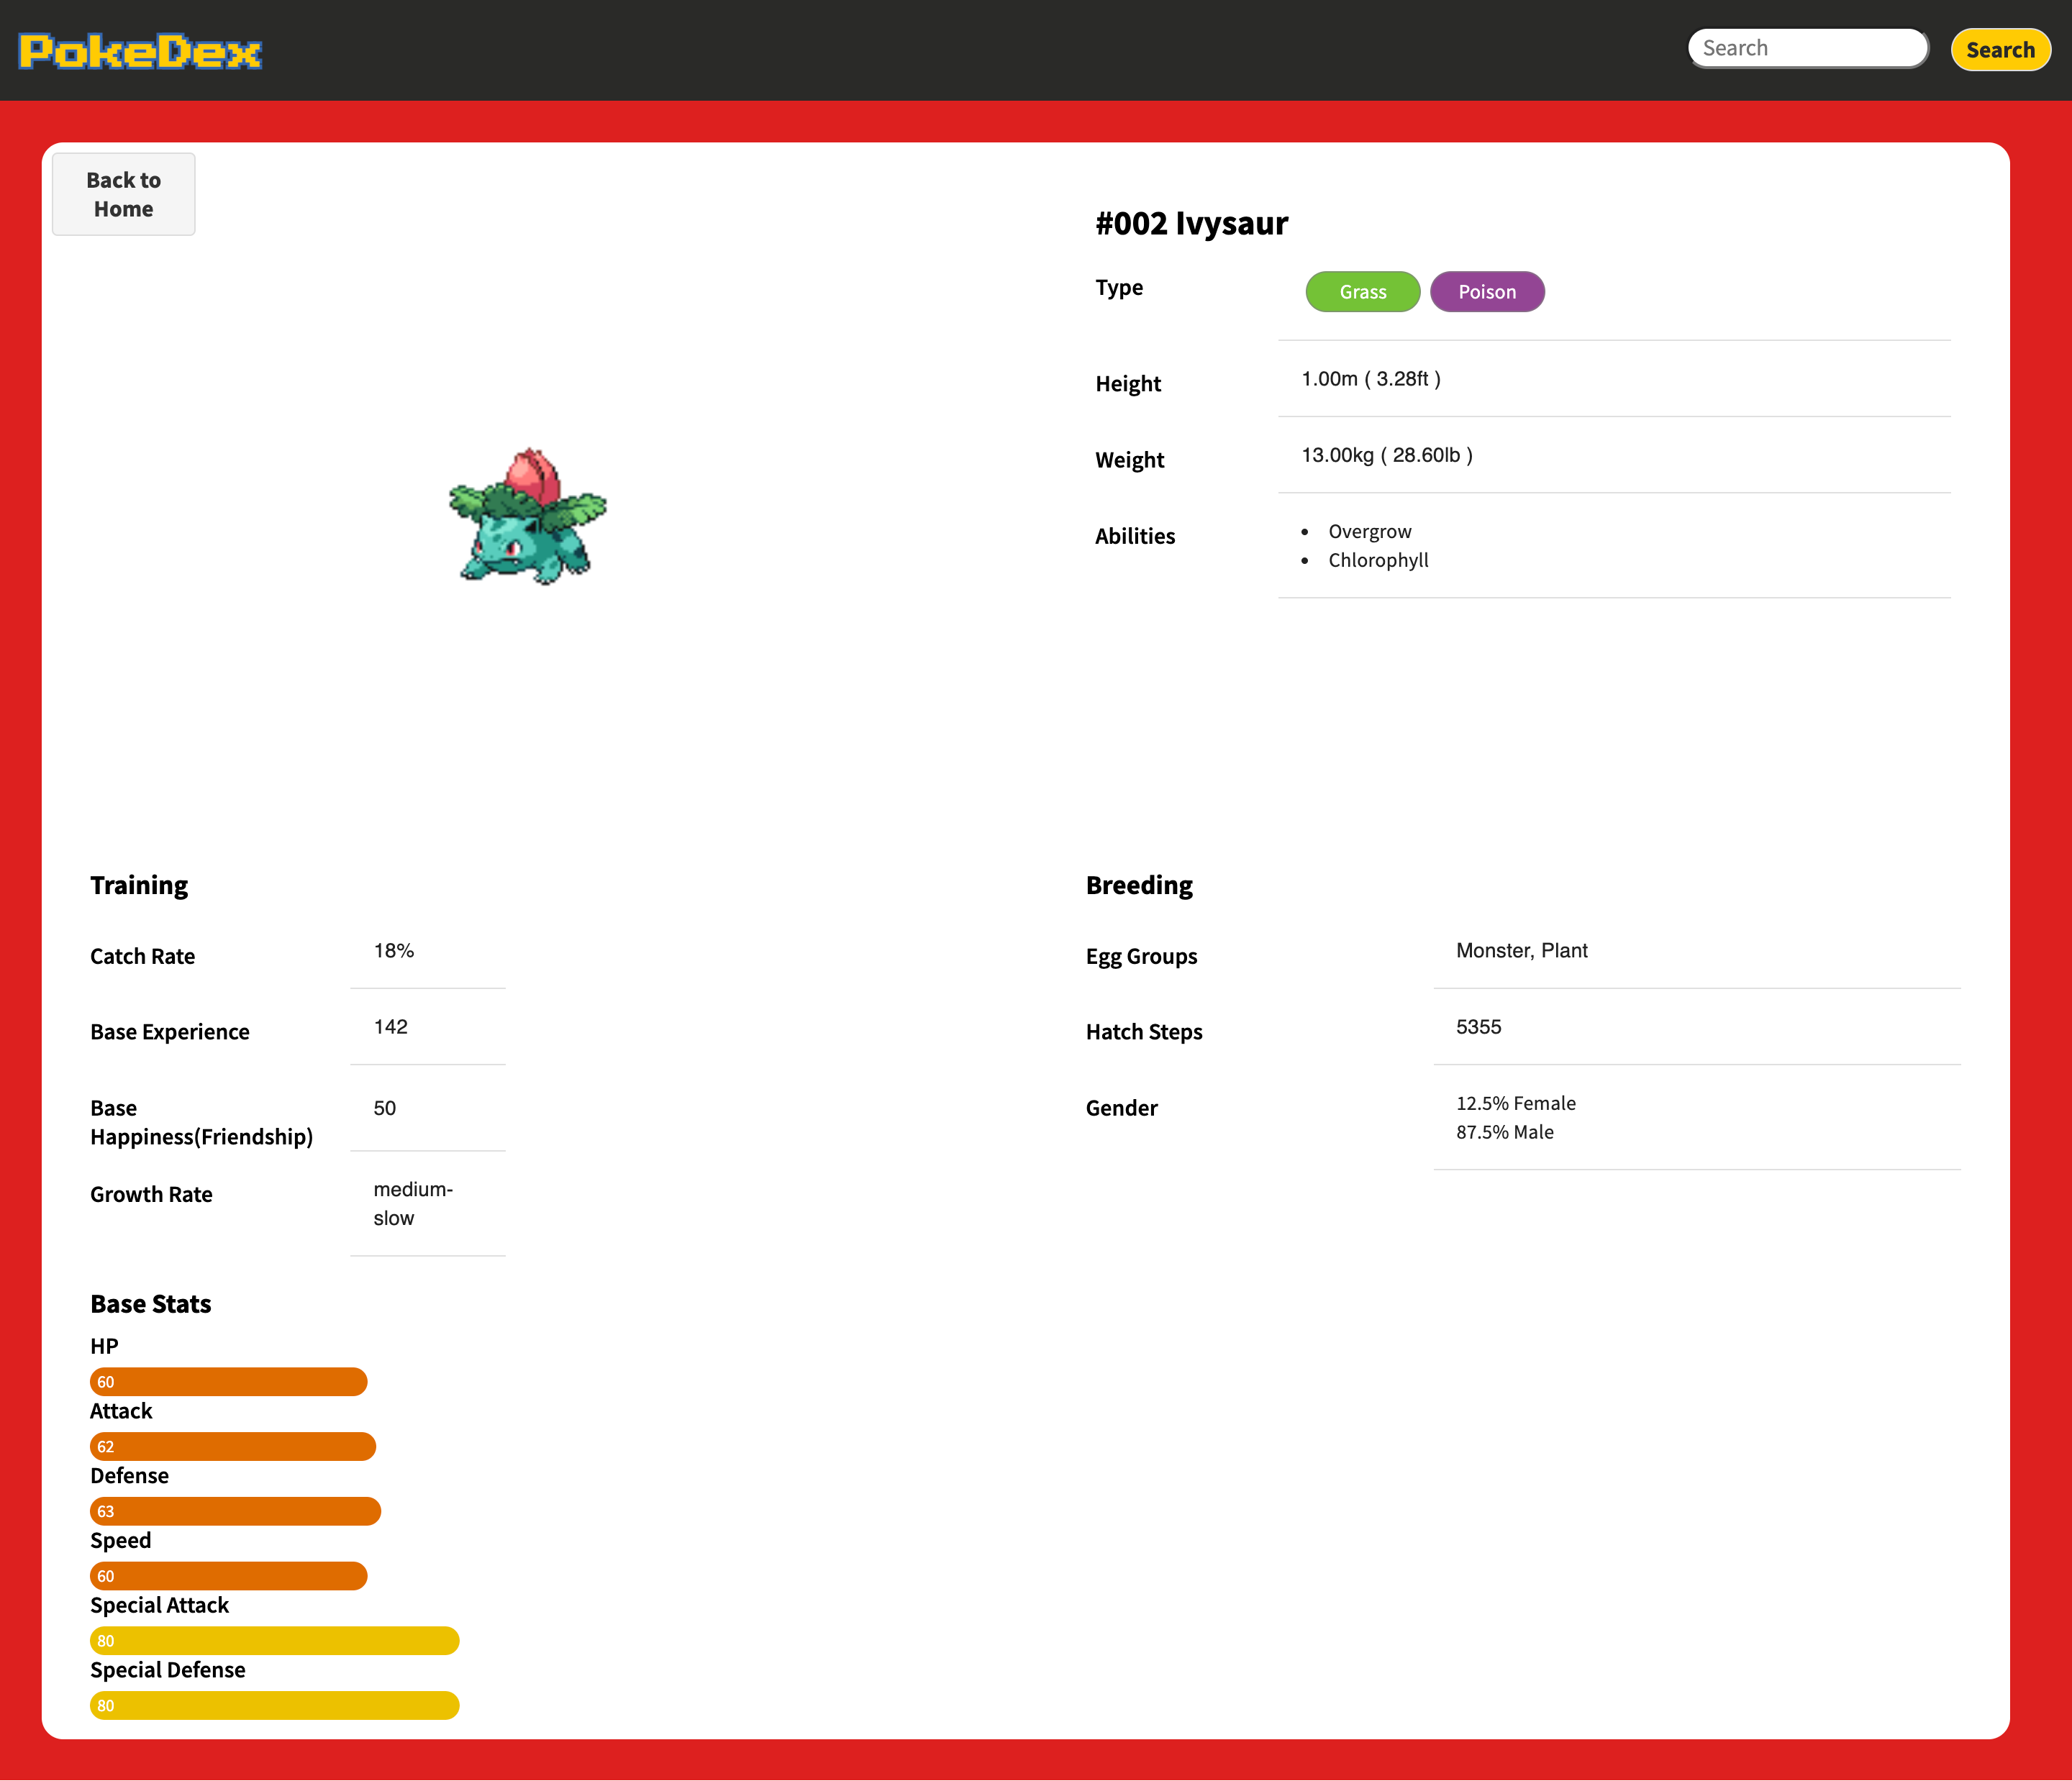 PokeDex
Search
Search
Back to
Home
#002 Ivysaur
Type
Grass
Poison
Height
1.00m ( 3.28ft )
Weight
13.00kg ( 28.60lb )
Abilities
• Overgrow
• Chlorophyll
Training
Catch Rate
18%
Base Experience
142
Base
Happiness(Friendship)
50
Growth Rate
medium-
slow
Breeding
Egg Groups
Monster, Plant
Hatch Steps
5355
Gender
12.5% Female
87.5% Male
Base Stats
HP
60
Attack
62
Defense
63
Speed
60
Special Attack
80
Special Defense
80